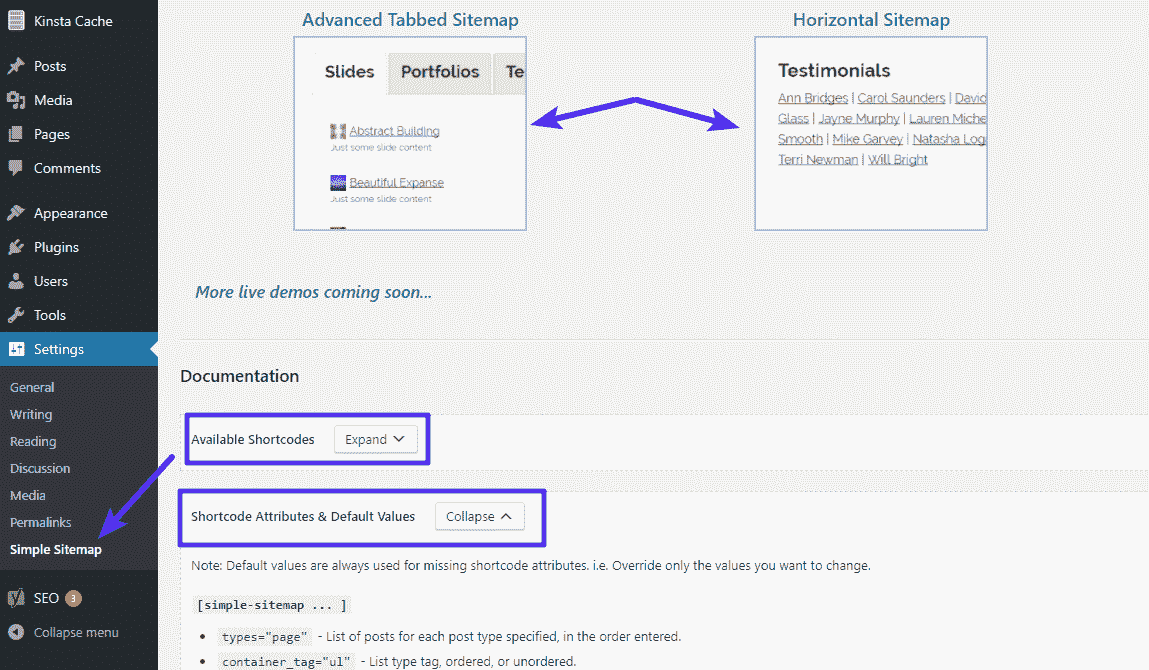 Kinsta Cache
Posts
Media
Pages
Comments
Appearance
Plugins
Users
Tools
Settings
General
Writing
Reading
Discussion
Media
Permalinks
Simple Sitemap
SEO 3
Collapse menu
Advanced Tabbed Sitemap
Slides Portfolios Te
Abstract Building
Just some slide content
Beautiful Expanse
Just some slide content
Horizontal Sitemap
Testimonials
Ann Bridges | Carol Saunders | David
Glass | Jayne Murphy | Lauren Miche
Smooth | Mike Garvey | Natasha Log
Terri Newman | Will Bright
More live demos coming soon...
Documentation
Available Shortcodes Expand
Shortcode Attributes & Default Values Collapse
Note: Default values are always used for missing shortcode attributes. i.e. Override only the values you want to change.
[simple-sitemap ... ]
• types="page" - List of posts for each post type specified, in the order entered.
• container_tag="ul" - List type tag, ordered, or unordered.